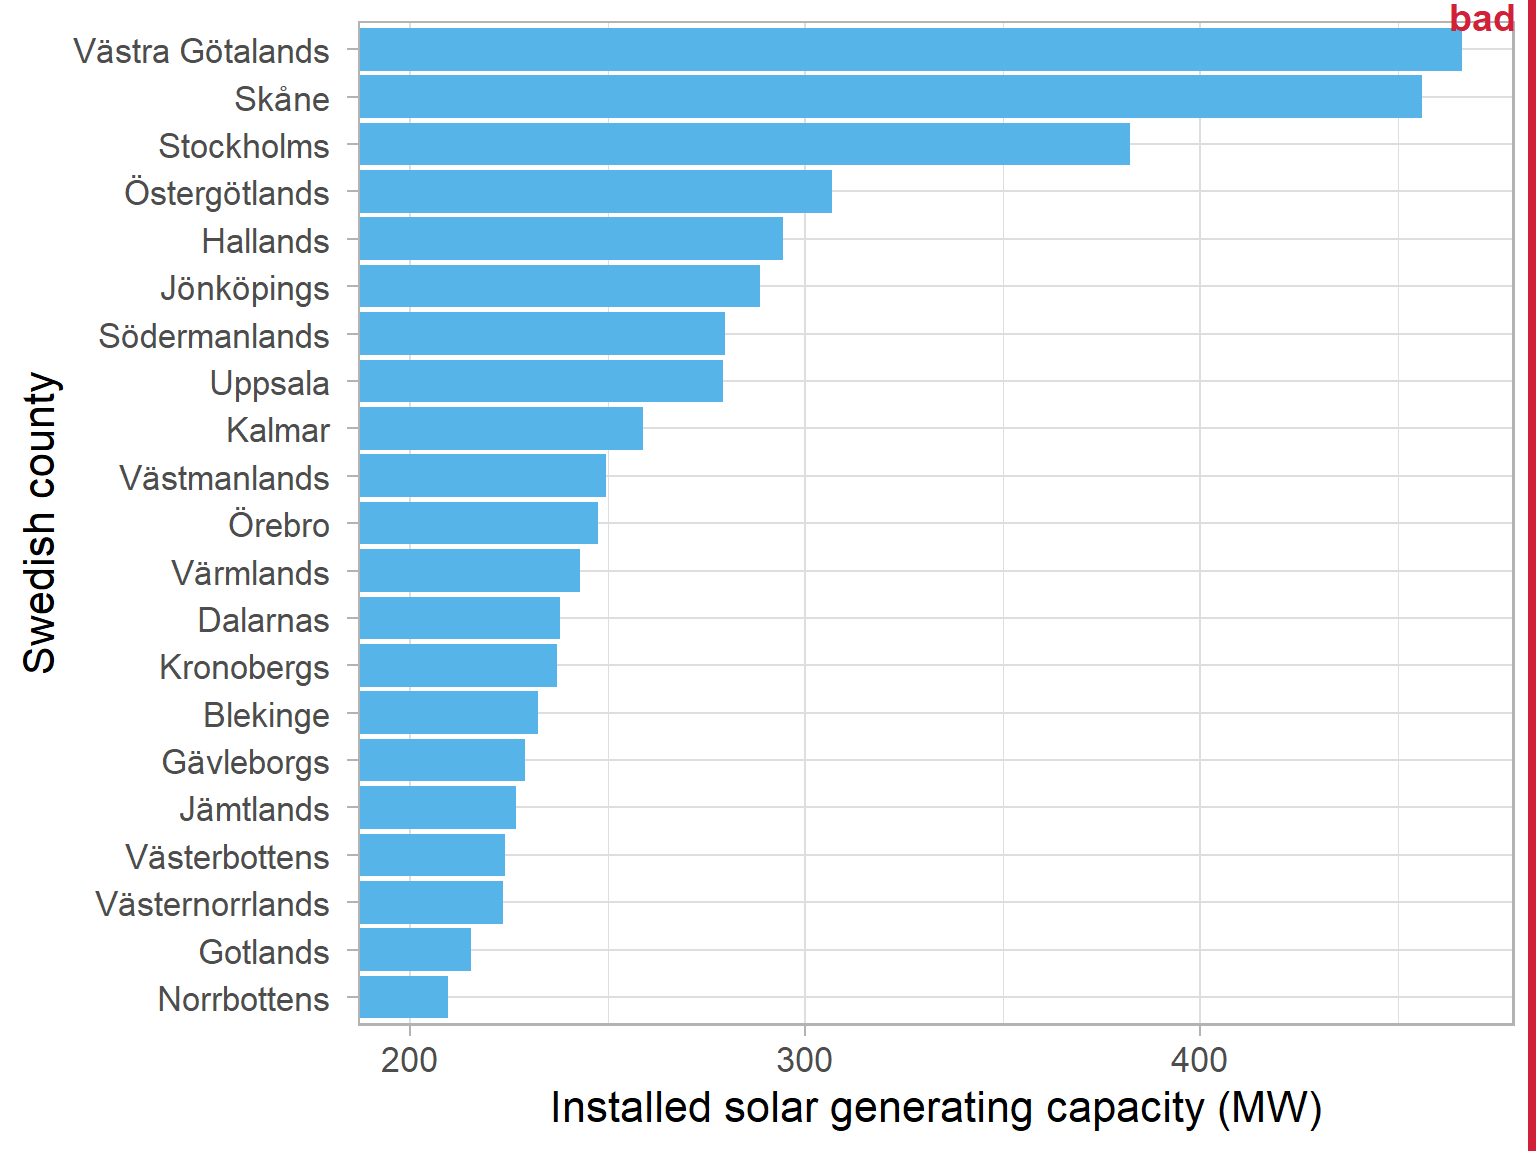 bad
Västra Götalands
Skåne
Stockholms
Östergötlands
Hallands
Jönköpings
Södermanlands
Uppsala
Kalmar
Västmanlands
Örebro
Värmlands
Dalarnas
Kronobergs
Blekinge
Gävleborgs
Jämtlands
Västerbottens
Västernorrlands
Gotlands
Norrbottens
Swedish county
200 300 400
Installed solar generating capacity (MW)